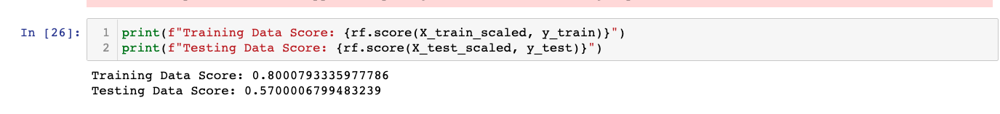 In [26]:
1 print(f"Training Data Score: {rf.score(X_train_scaled, y_train)}")
2 print(f"Testing Data Score: {rf.score(X_test_scaled, y_test)}")
Training Data Score: 0.8000793335977786
Testing Data Score: 0.5700006799483239